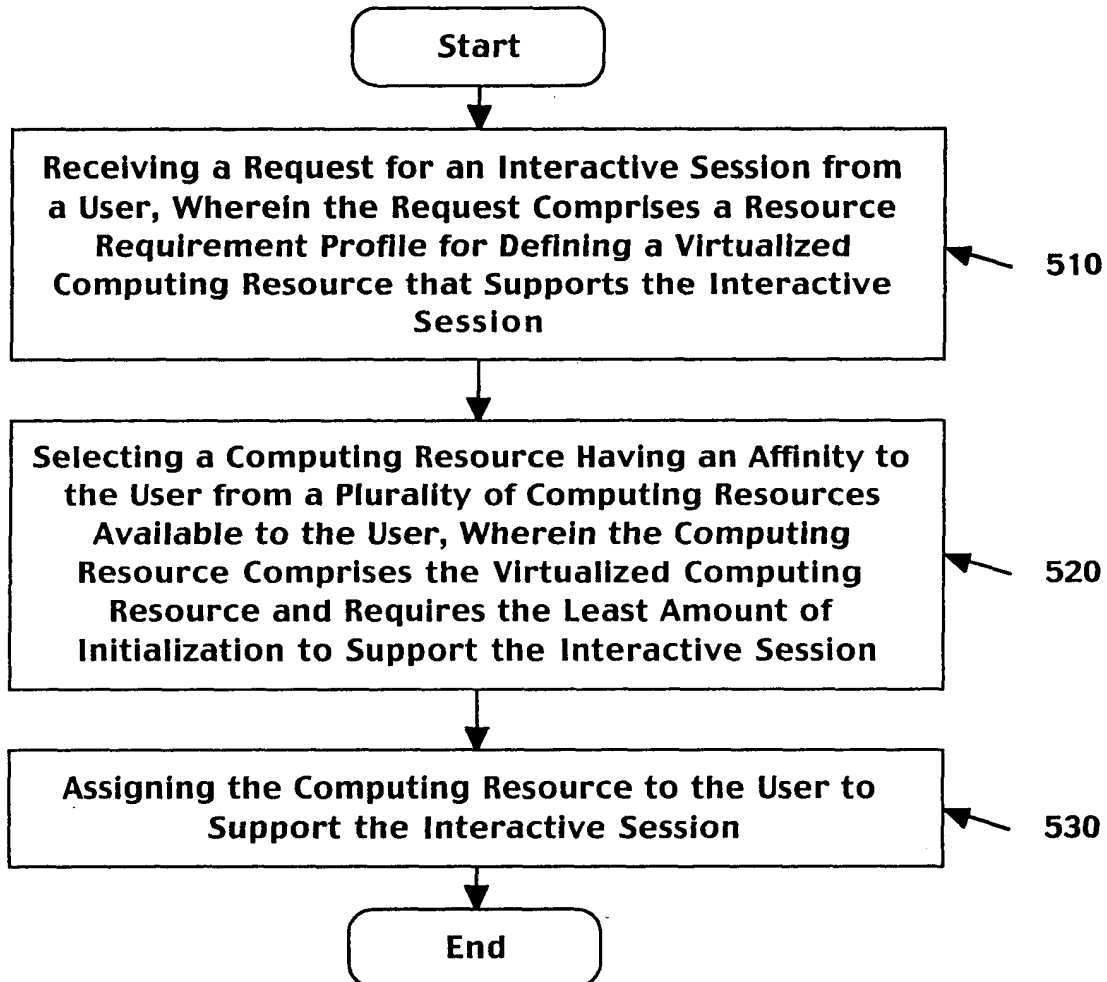 Start
Receiving a Request for an Interactive Session from
a User, Wherein the Request Comprises a Resource
Requirement Profile for Defining a Virtualized
Computing Resource that Supports the Interactive
Session
510
Selecting a Computing Resource Having an Affinity to
the User from a Plurality of Computing Resources
Available to the User, Wherein the Computing
Resource Comprises the Virtualized Computing
Resource and Requires the Least Amount of
Initialization to Support the Interactive Session
520
Assigning the Computing Resource to the User to
Support the Interactive Session
530
End